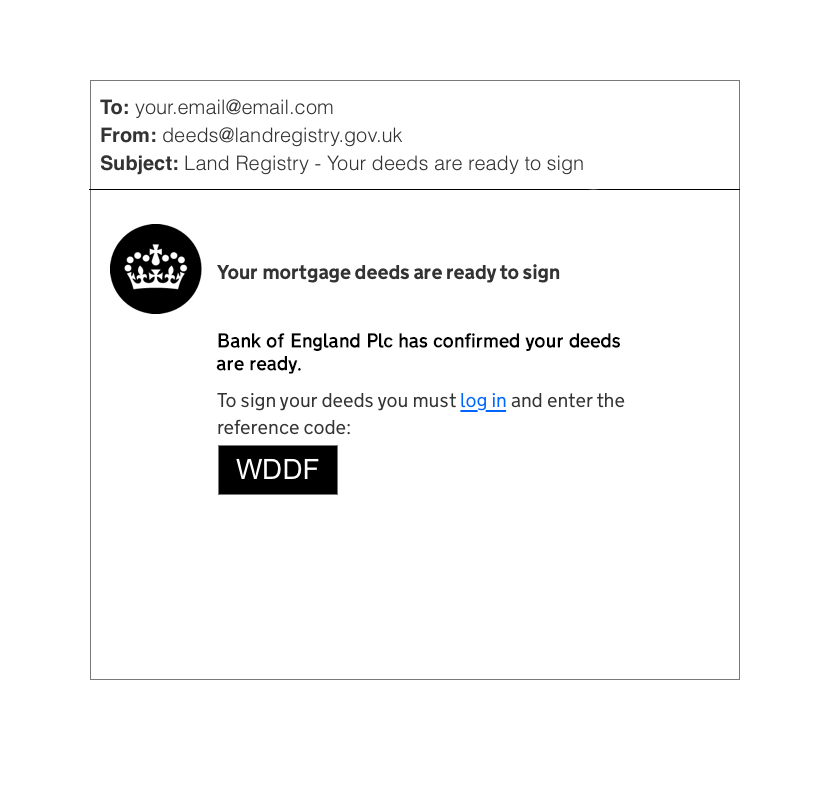 To: your.email@email.com
From: deeds@landregistry.gov.uk
Subject: Land Registry - Your deeds are ready to sign
Your mortgage deeds are ready to sign
Bank of England Plc has confirmed your deeds
are ready.
To sign your deeds you must log in and enter the
reference code:
WDDF